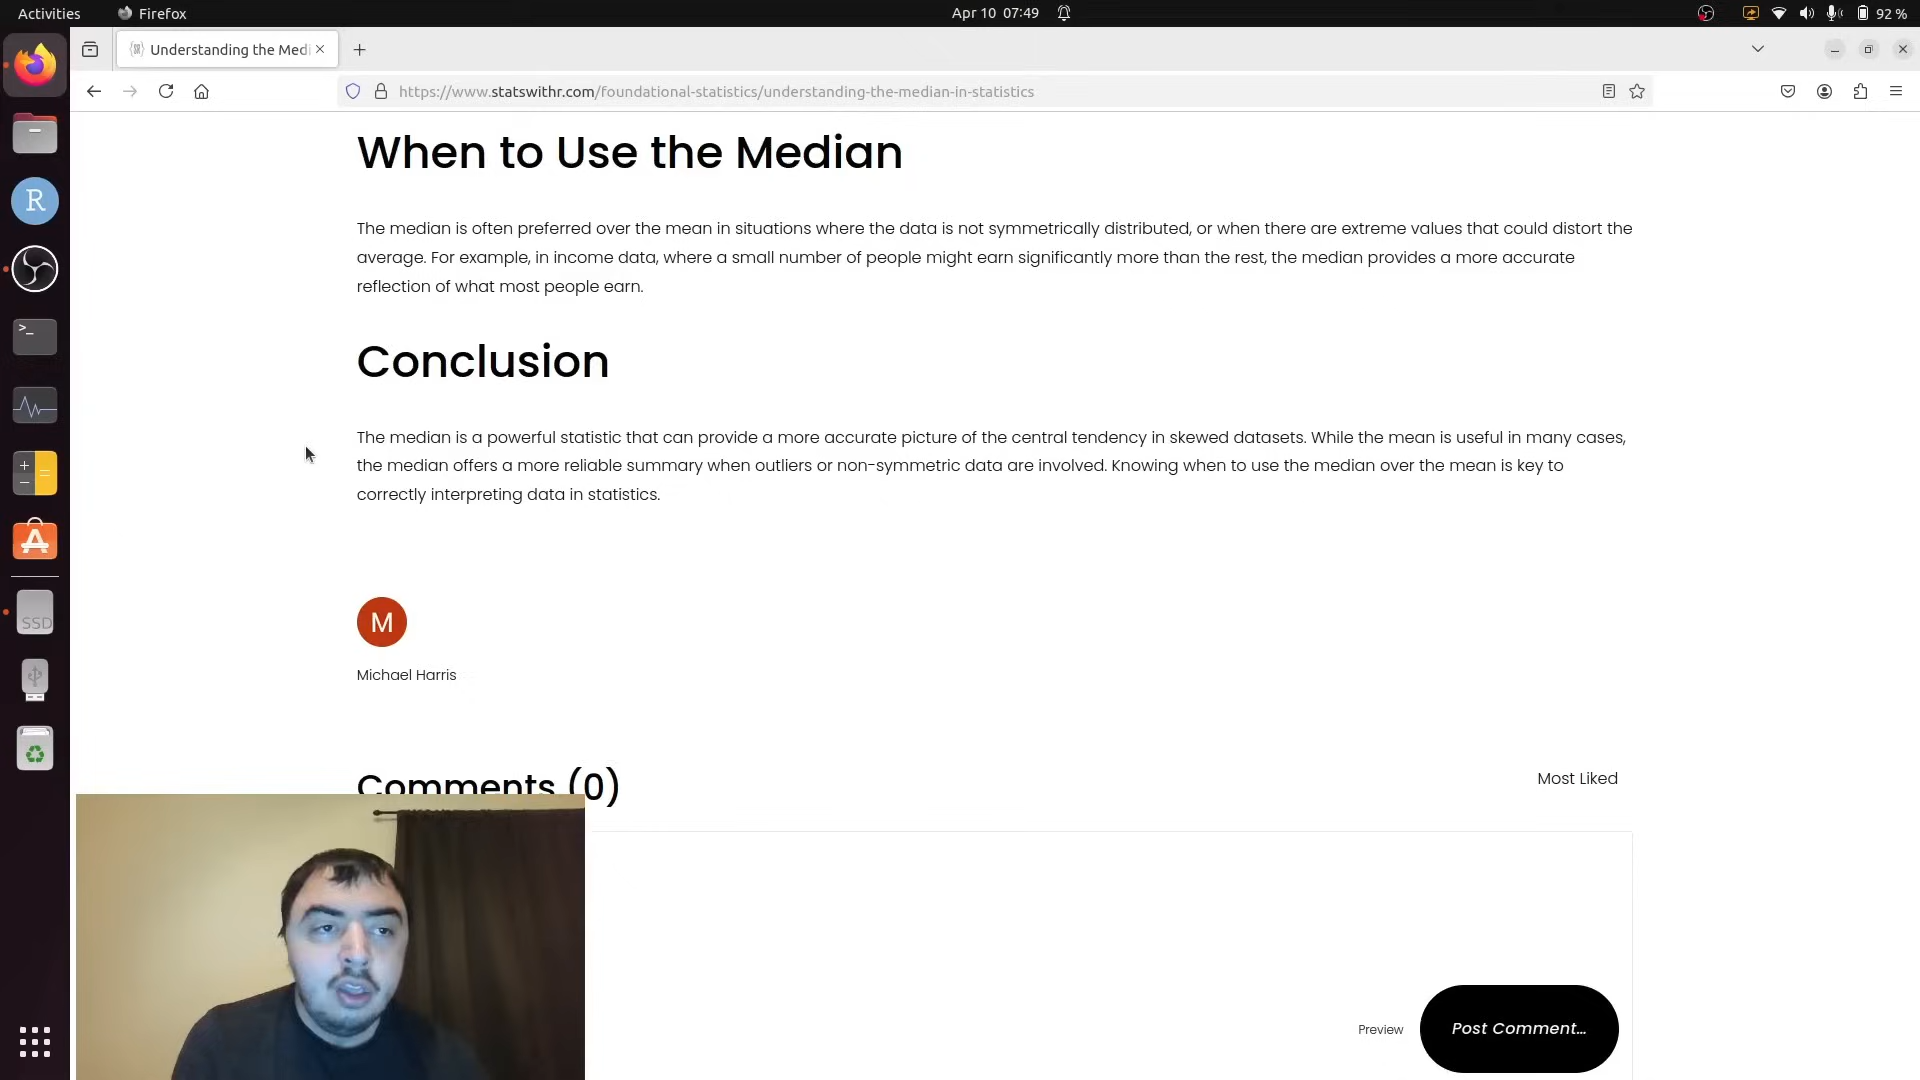 Activities
Firefox
Apr 10 07:49
92 %
Understanding the Medi
https://www.statswithr.com/foundational-statistics/understanding-the-median-in-statistics
When to Use the Median
The median is often preferred over the mean in situations where the data is not symmetrically distributed, or when there are extreme values that could distort the
average. For example, in income data, where a small number of people might earn significantly more than the rest, the median provides a more accurate
reflection of what most people earn.
Conclusion
The median is a powerful statistic that can provide a more accurate picture of the central tendency in skewed datasets. While the mean is useful in many cases,
the median offers a more reliable summary when outliers or non-symmetric data are involved. Knowing when to use the median over the mean is key to
correctly interpreting data in statistics.
M
Michael Harris
Comments (0)
Most Liked
Preview
Post Comment...
R
>_
SSD